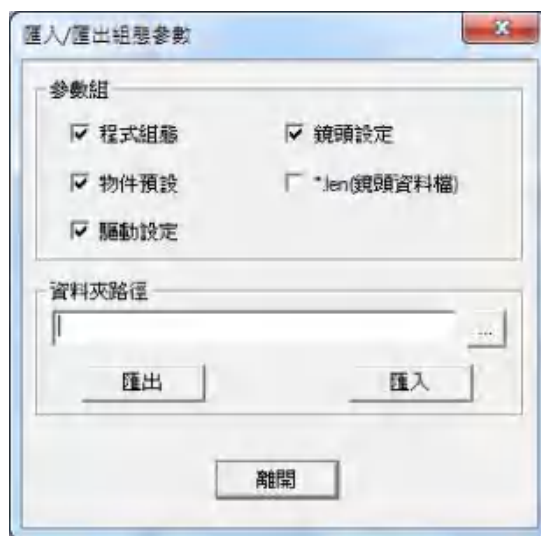 匯入/匯出組態參數
參數組
程式組態
鏡頭設定
物件預設
*.len(鏡頭資料檔)
驅動設定
資料夾路徑
...
匯出
匯入
離開